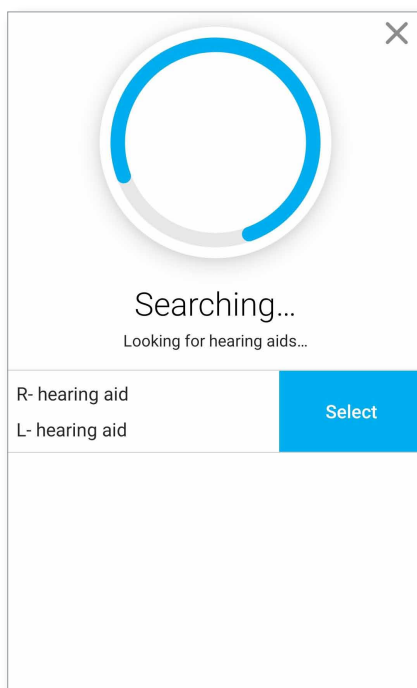 Searching...
Looking for hearing aids...
R- hearing aid
L- hearing aid
Select